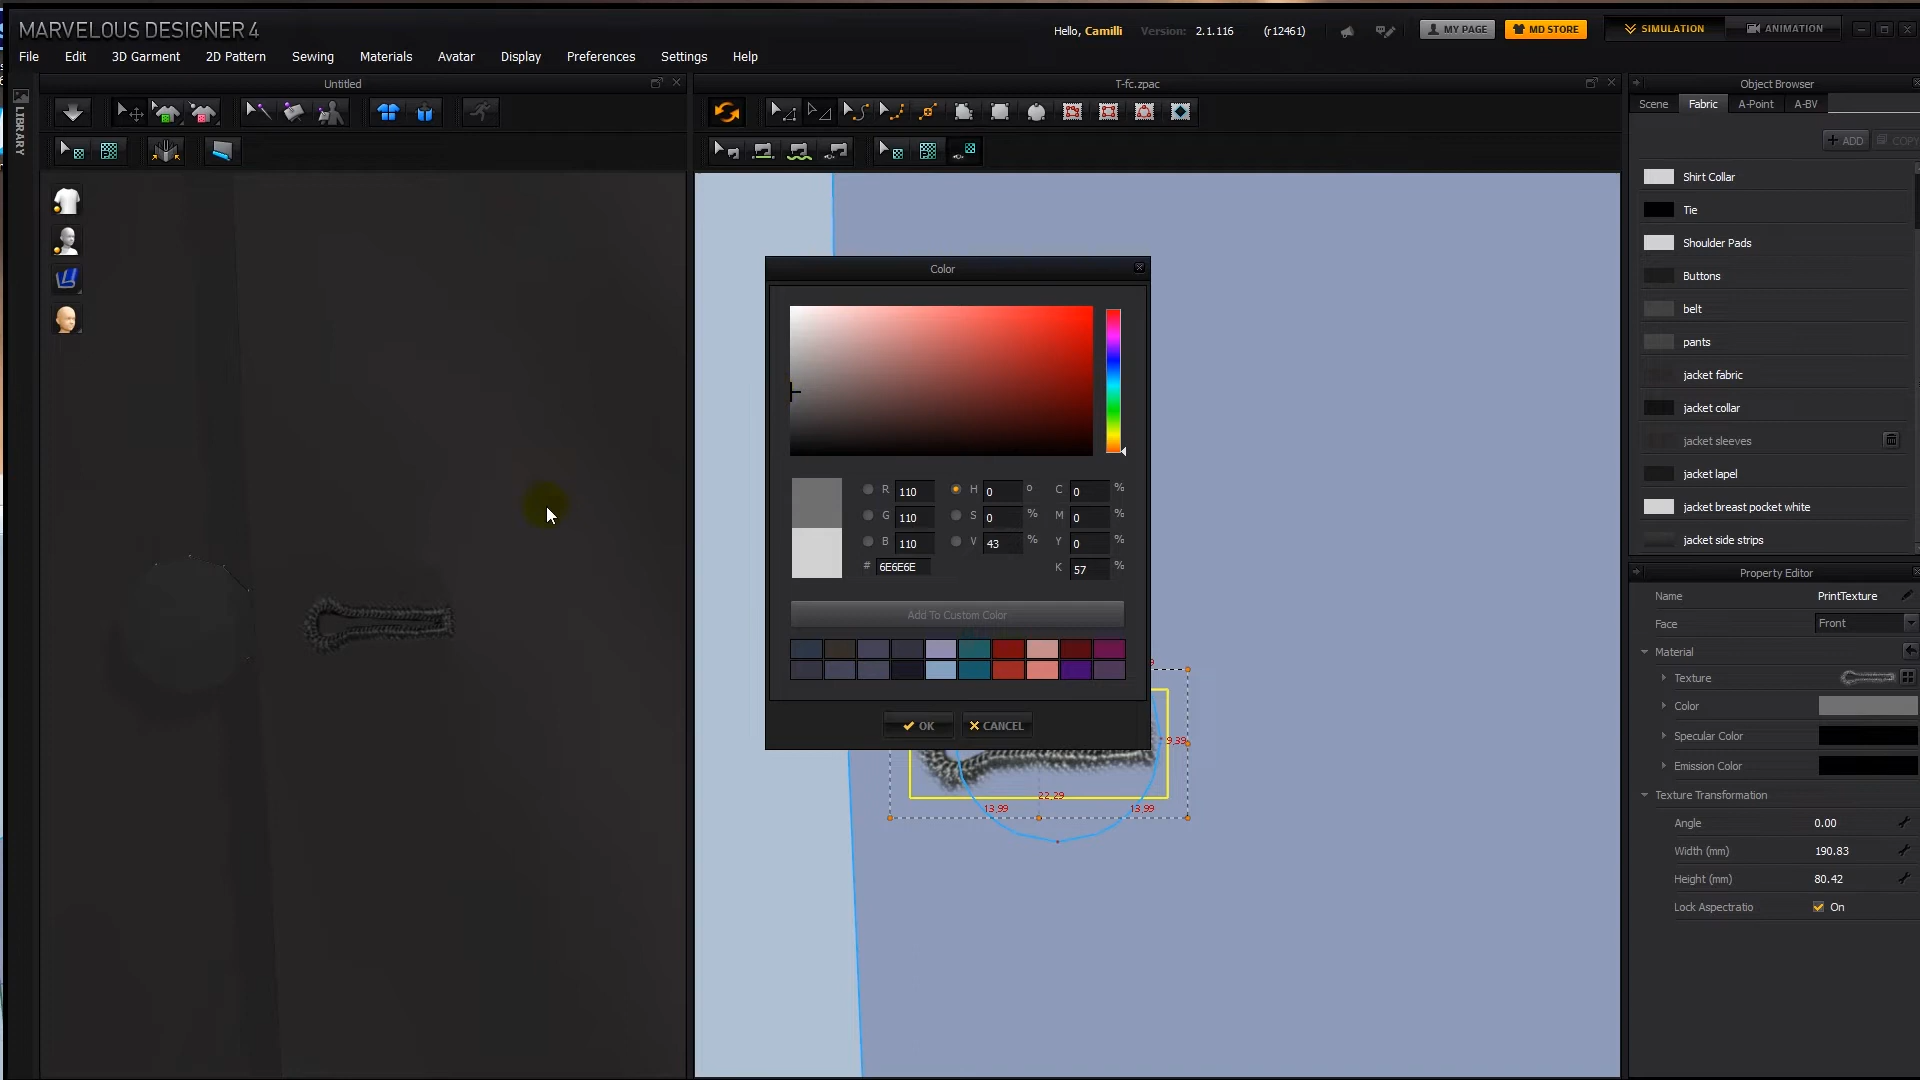 MARVELOUS DESIGNER 4
Hello, Camilli Version: 2.1.116 (r12461) MY PAGE MD STORE SIMULATION ANIMATION
File Edit 3D Garment 2D Pattern Sewing Materials Avatar Display Preferences Settings Help
Untitled
T-fc.zpac
LIBRARY
Color
R 110 H 0 ° C 0 %
G 110 S 0 % M 0 %
B 110 V 43 % Y 0 %
# 6E6E6E K 57 %
Add To Custom Color
OK CANCEL
9,39
22,29
13,99 13,99
Object Browser
Scene Fabric A-Point A-BV
+ ADD COPY
Shirt Collar
Tie
Shoulder Pads
Buttons
belt
pants
jacket fabric
jacket collar
jacket sleeves
jacket lapel
jacket breast pocket white
jacket side strips
Property Editor
Name PrintTexture
Face Front
Material
Texture
Color
Specular Color
Emission Color
Texture Transformation
Angle 0.00
Width (mm) 190.83
Height (mm) 80.42
Lock Aspectratio On